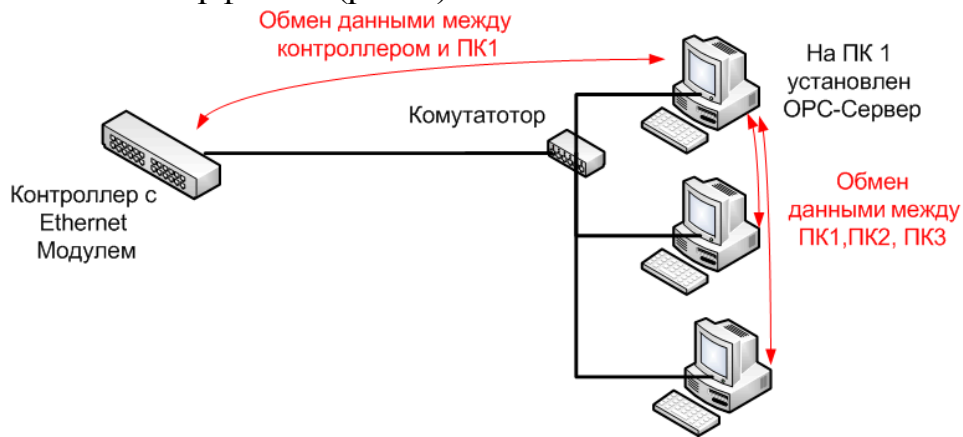 Обмен данными между
контроллером и ПК1
На ПК 1
установлен
OPC-Сервер
Комутатотор
Контроллер с
Ethernet
Модулем
Обмен
данными между
ПК1,ПК2, ПК3